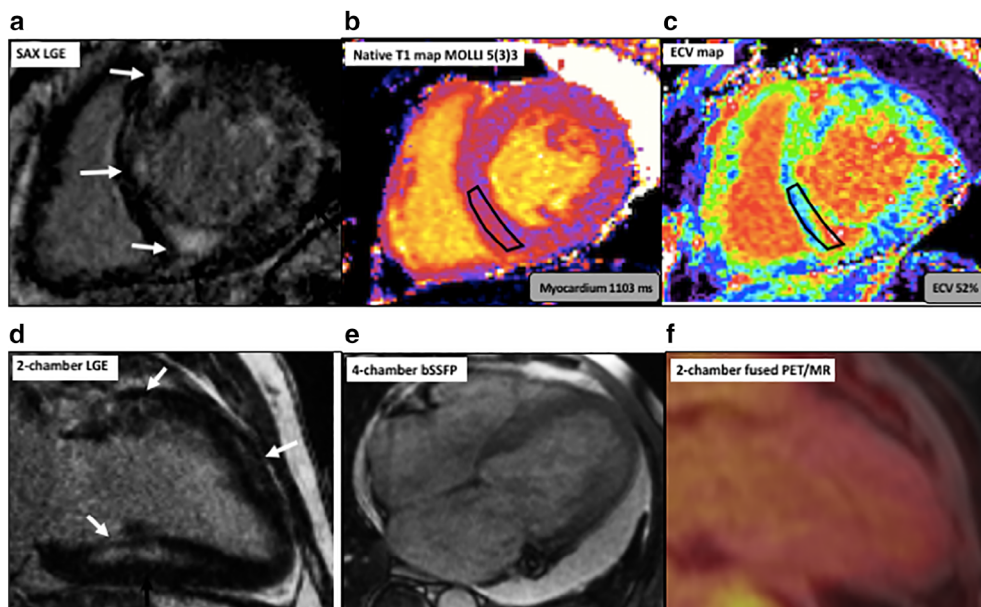 a
b
c
SAX LGE
Native T1 map MOLLI 5(3)3
ECV map
Myocardium 1103 ms
ECV 52%
d
e
f
2-chamber LGE
4-chamber bSSFP
2-chamber fused PET/MR